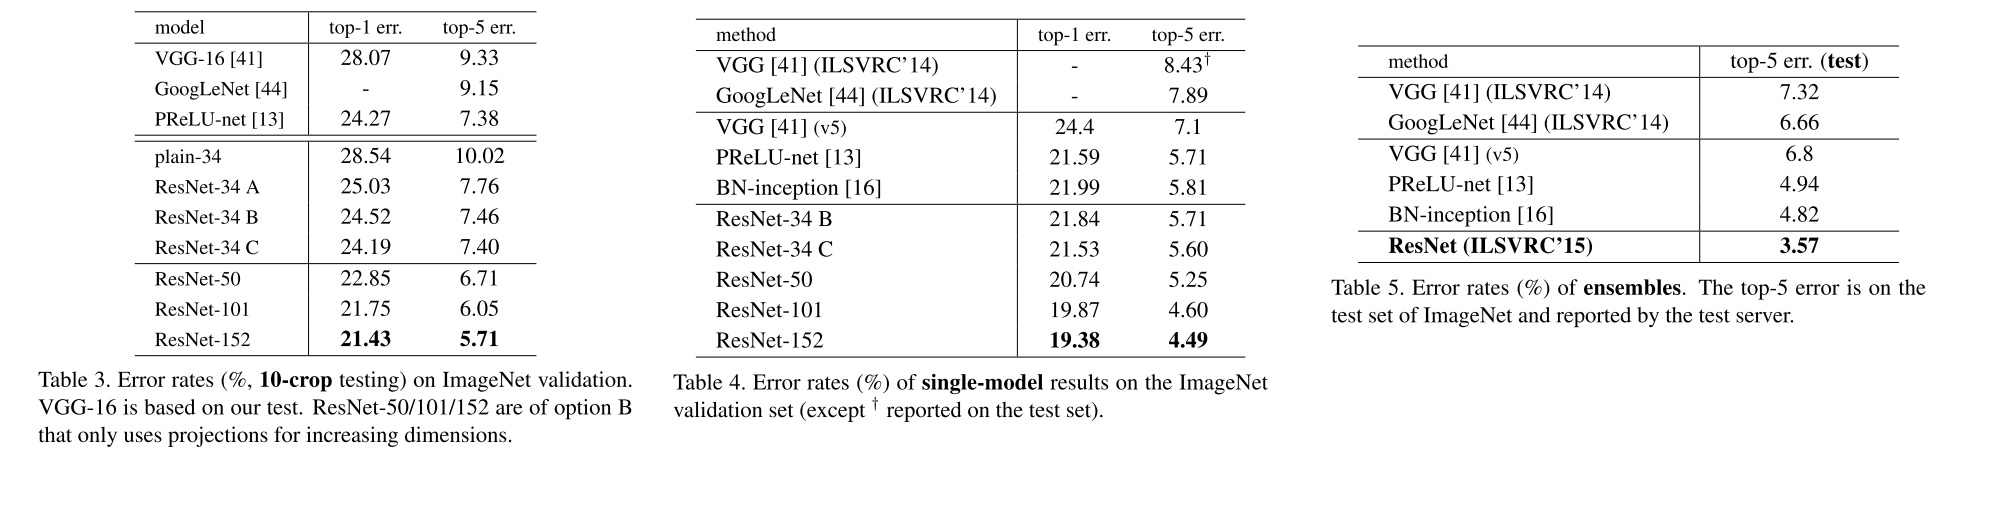 model top-1 err. top-5 err.
VGG-16 [41] 28.07 9.33
GoogLeNet [44] - 9.15
PReLU-net [13] 24.27 7.38
plain-34 28.54 10.02
ResNet-34 A 25.03 7.76
ResNet-34 B 24.52 7.46
ResNet-34 C 24.19 7.40
ResNet-50 22.85 6.71
ResNet-101 21.75 6.05
ResNet-152 21.43 5.71
Table 3. Error rates (%, 10-crop testing) on ImageNet validation.
VGG-16 is based on our test. ResNet-50/101/152 are of option B
that only uses projections for increasing dimensions.
method top-1 err. top-5 err.
VGG [41] (ILSVRC’14) - 8.43†
GoogLeNet [44] (ILSVRC’14) - 7.89
VGG [41] (v5) 24.4 7.1
PReLU-net [13] 21.59 5.71
BN-inception [16] 21.99 5.81
ResNet-34 B 21.84 5.71
ResNet-34 C 21.53 5.60
ResNet-50 20.74 5.25
ResNet-101 19.87 4.60
ResNet-152 19.38 4.49
Table 4. Error rates (%) of single-model results on the ImageNet
validation set (except † reported on the test set).
method top-5 err. (test)
VGG [41] (ILSVRC’14) 7.32
GoogLeNet [44] (ILSVRC’14) 6.66
VGG [41] (v5) 6.8
PReLU-net [13] 4.94
BN-inception [16] 4.82
ResNet (ILSVRC’15) 3.57
Table 5. Error rates (%) of ensembles. The top-5 error is on the
test set of ImageNet and reported by the test server.